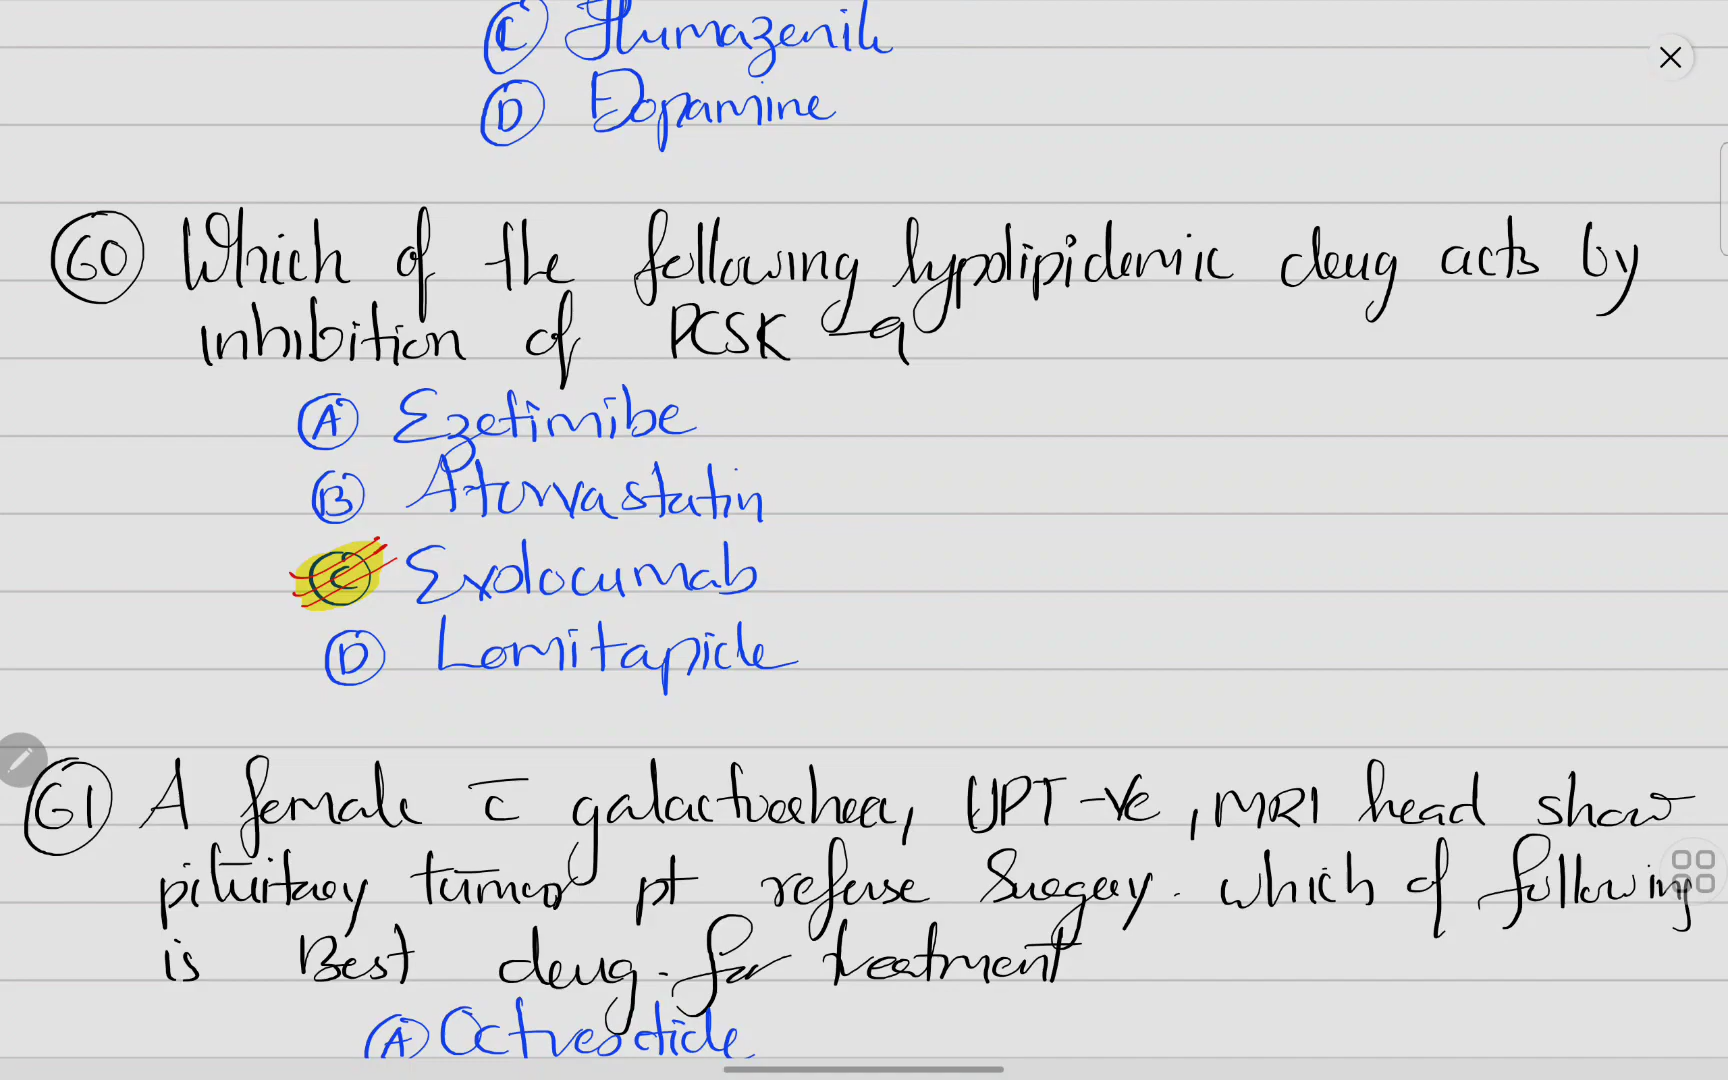 C Flumazenil
D Dopamine
60 Which of the following hypolipidemic drug acts by
inhibition of PCSK-9
A Ezetimibe
B Atorvastatin
C Evolocumab
D Lomitapide
61 A female c̅ galactorrhea, UPT -ve, MRI head show
pituitary tumor pt refuse Surgery. which of following
is Best drug for treatment
A Octreotide